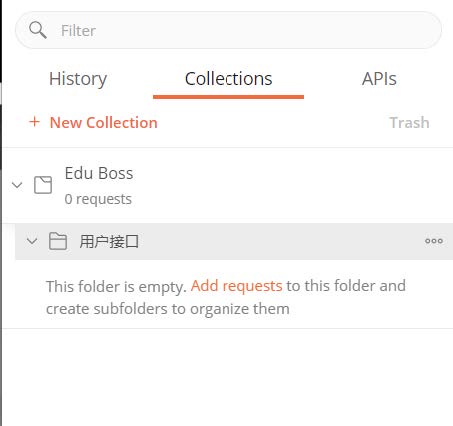 Filter
History Collections APIs
+ New Collection Trash
Edu Boss
0 requests
用户接口
This folder is empty. Add requests to this folder and
create subfolders to organize them